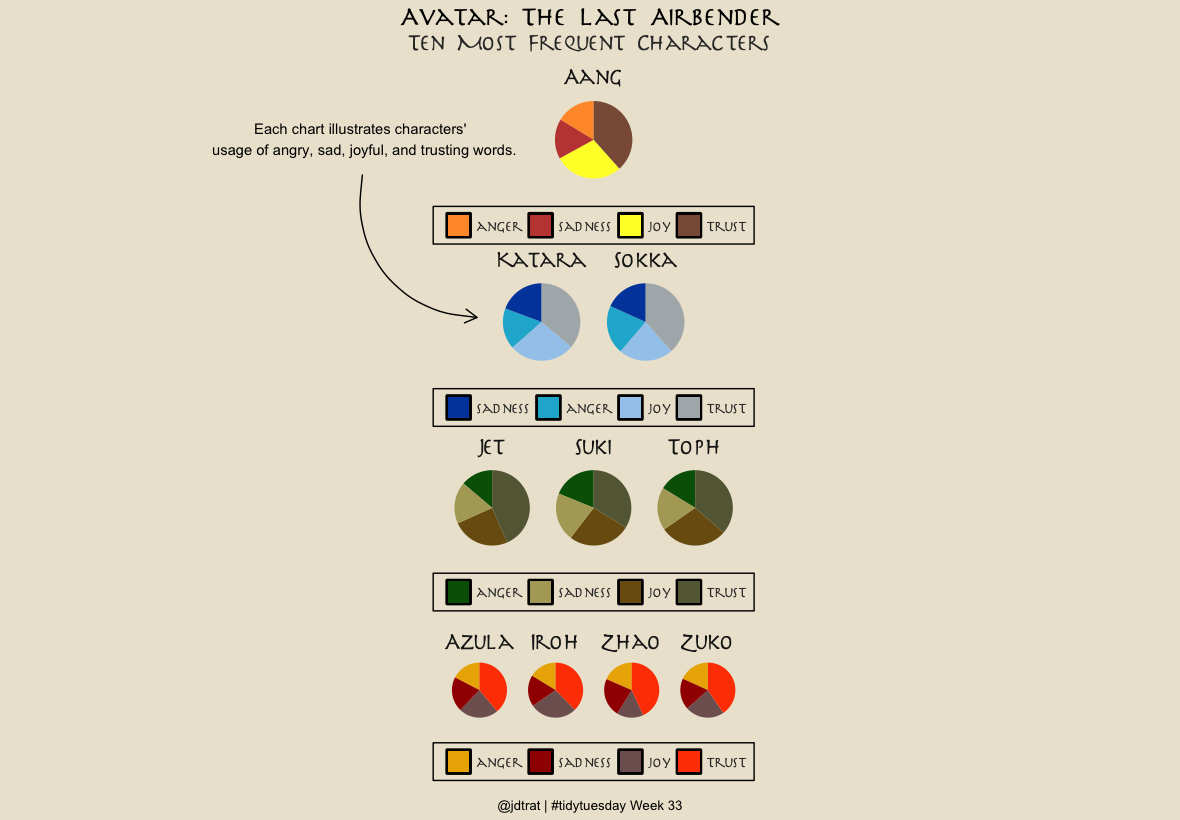 Avatar: The Last Airbender
Ten Most Frequent Characters
Aang
Each chart illustrates characters'
usage of angry, sad, joyful, and trusting words.
anger sadness joy trust
Katara Sokka
sadness anger joy trust
Jet Suki Toph
anger sadness joy trust
Azula Iroh Zhao Zuko
anger sadness joy trust
@jdtrat | #tidytuesday Week 33